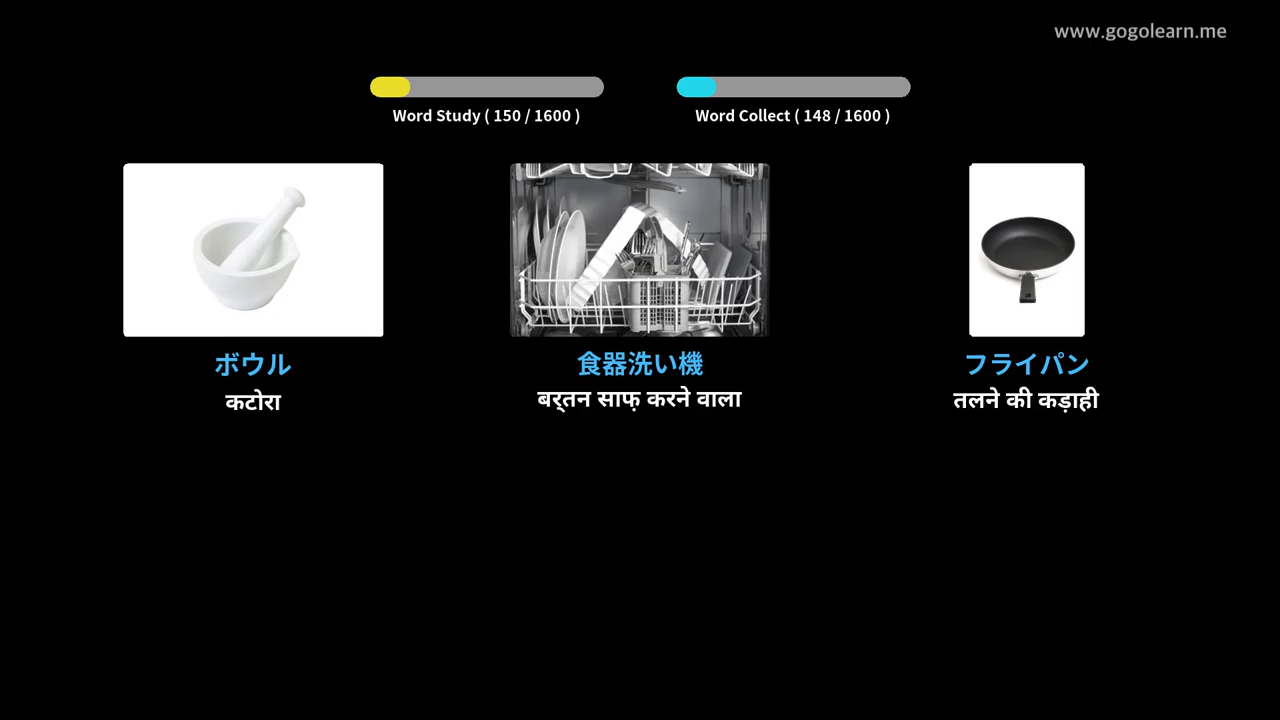 www.gogolearn.me
Word Study ( 150 / 1600 )
Word Collect ( 148 / 1600 )
ボウル
食器洗い機
フライパン
कटोरा
बर्‌तन साफ़ करने वाला
तलने की कड़ाही